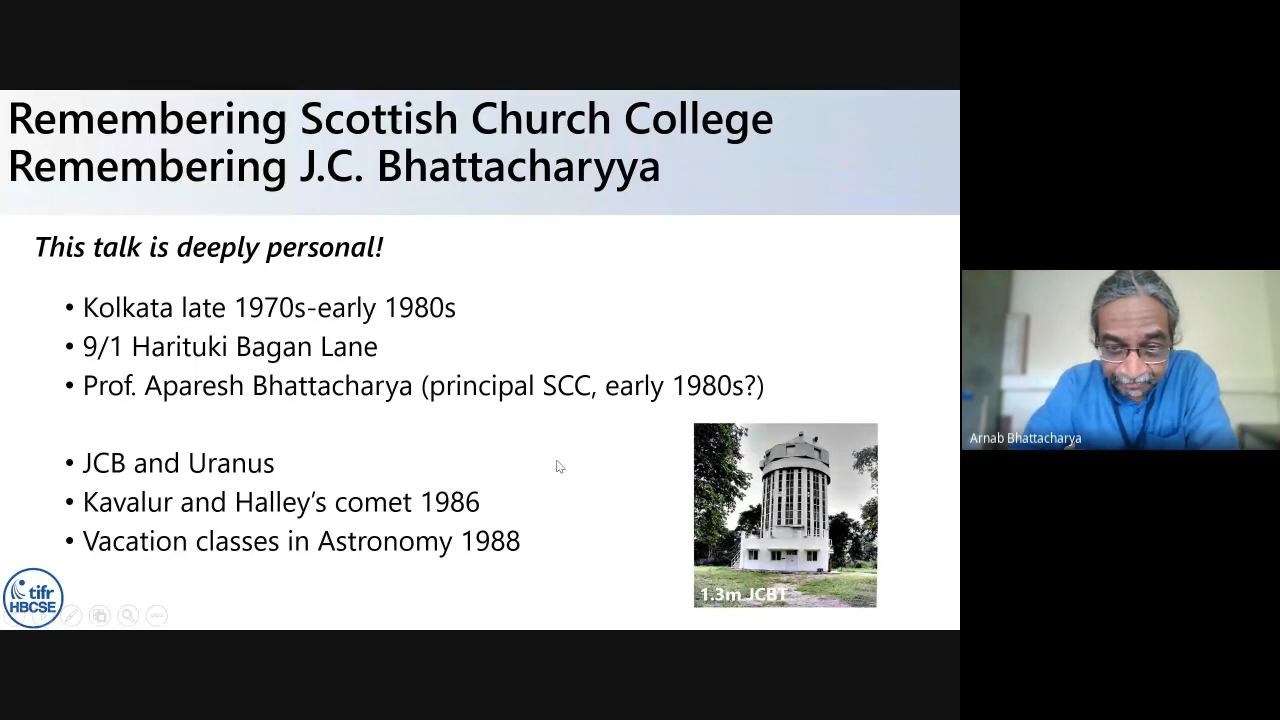 Remembering Scottish Church College
Remembering J.C. Bhattacharyya
This talk is deeply personal!
• Kolkata late 1970s-early 1980s
• 9/1 Harituki Bagan Lane
• Prof. Aparesh Bhattacharya (principal SCC, early 1980s?)
• JCB and Uranus
• Kavalur and Halley’s comet 1986
• Vacation classes in Astronomy 1988
1.3m JCBT
tifr
HBCSE
Arnab Bhattacharya